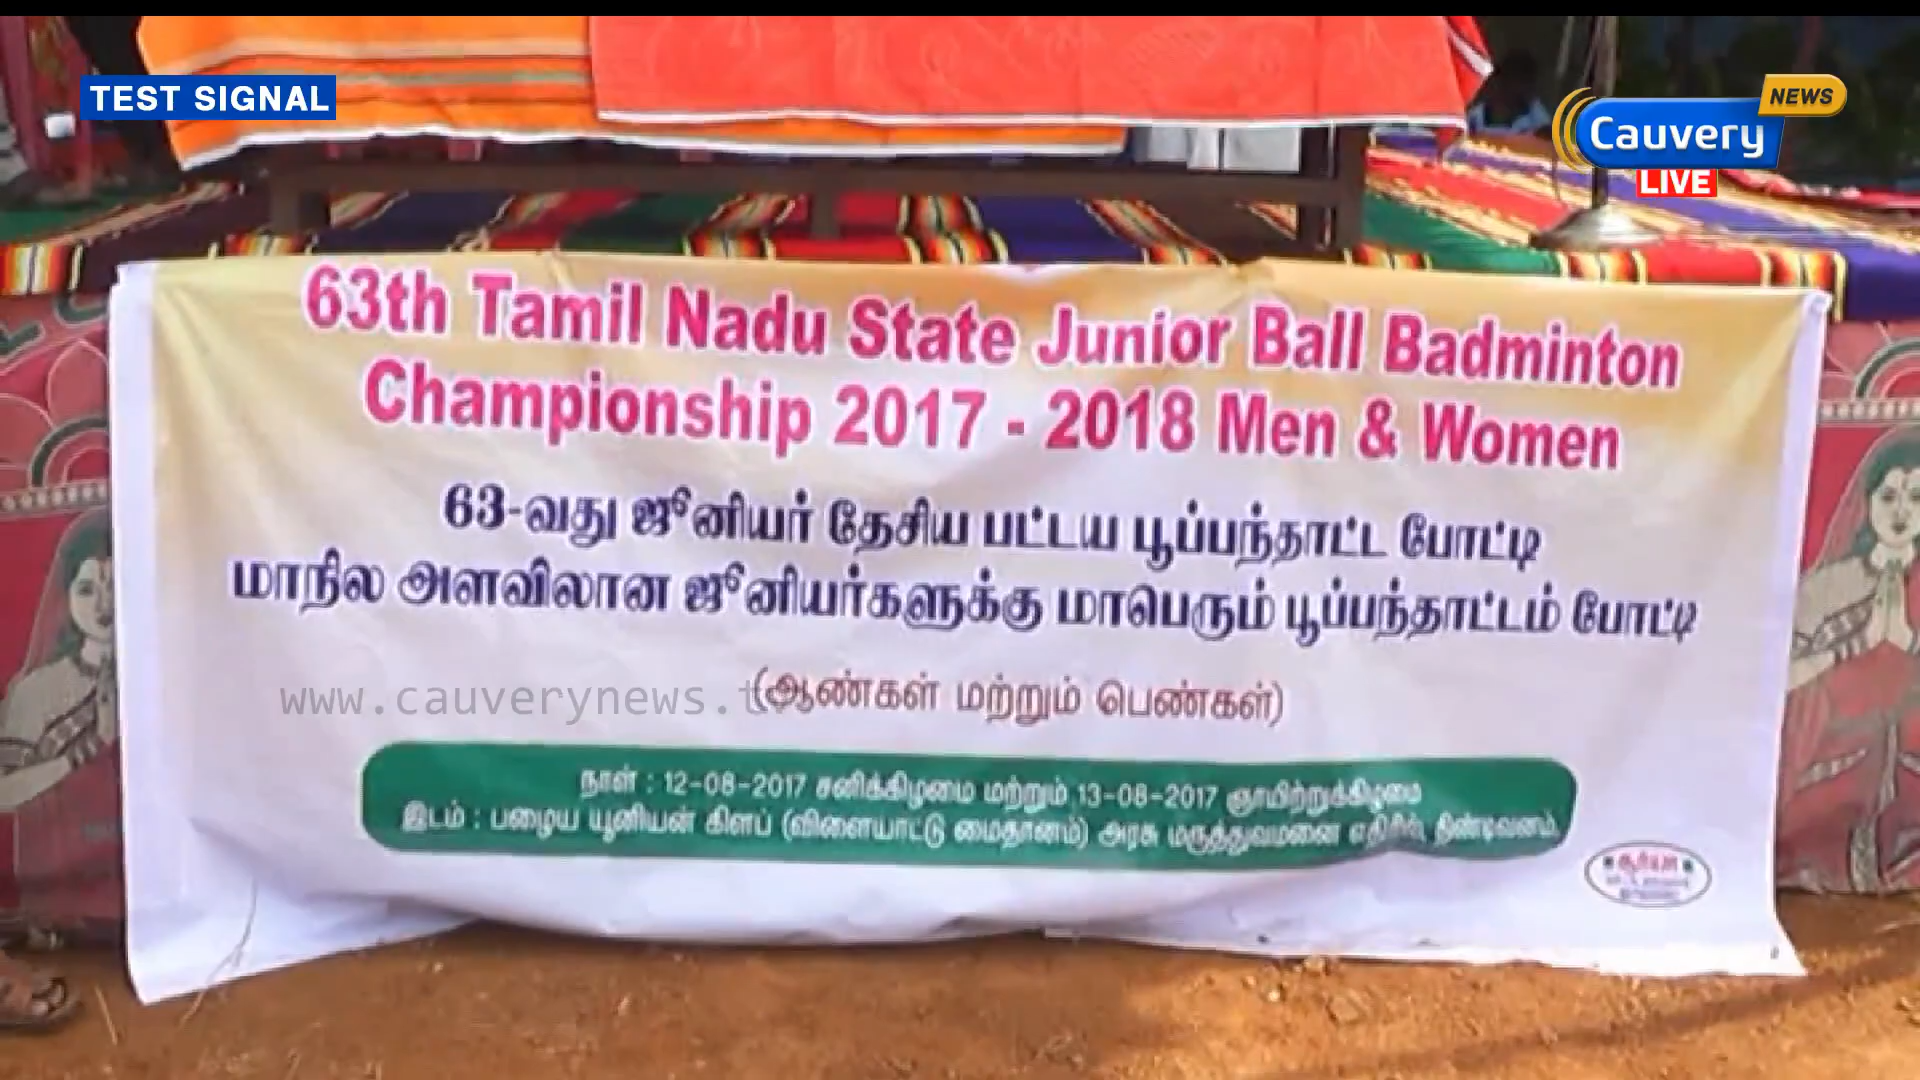 TEST SIGNAL
NEWS
Cauvery
LIVE
63th Tamil Nadu State Junior Ball Badminton
Championship 2017 - 2018 Men & Women
63-வது ஜூனியர் தேசிய பட்டய பூப்பந்தாட்ட போட்டி
மாநில அளவிலான ஜூனியர்களுக்கு மாபெரும் பூப்பந்தாட்டம் போட்டி
(ஆண்கள் மற்றும் பெண்கள்)
www.cauverynews.tv
நாள் : 12-08-2017 சனிக்கிழமை மற்றும் 13-08-2017 ஞாயிற்றுக்கிழமை
இடம் : பழைய யூனியன் கிளப் (விளையாட்டு மைதானம்) அரசு மருத்துவமனை எதிரில், திண்டிவனம்.
சூர்யா